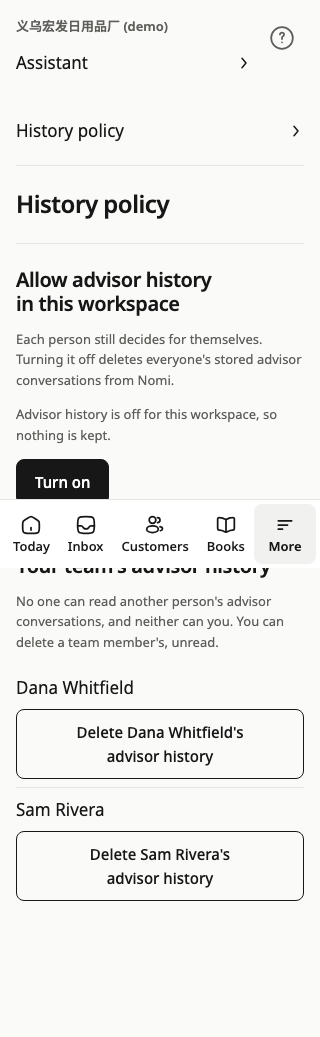 义乌宏发日用品厂 (demo)
Assistant
History policy
History policy
Allow advisor history
in this workspace
Each person still decides for themselves.
Turning it off deletes everyone's stored advisor
conversations from Nomi.
Advisor history is off for this workspace, so
nothing is kept.
Turn on
Today Inbox Customers Books More
Your team's advisor history
No one can read another person's advisor
conversations, and neither can you. You can
delete a team member's, unread.
Dana Whitfield
Delete Dana Whitfield's
advisor history
Sam Rivera
Delete Sam Rivera's
advisor history